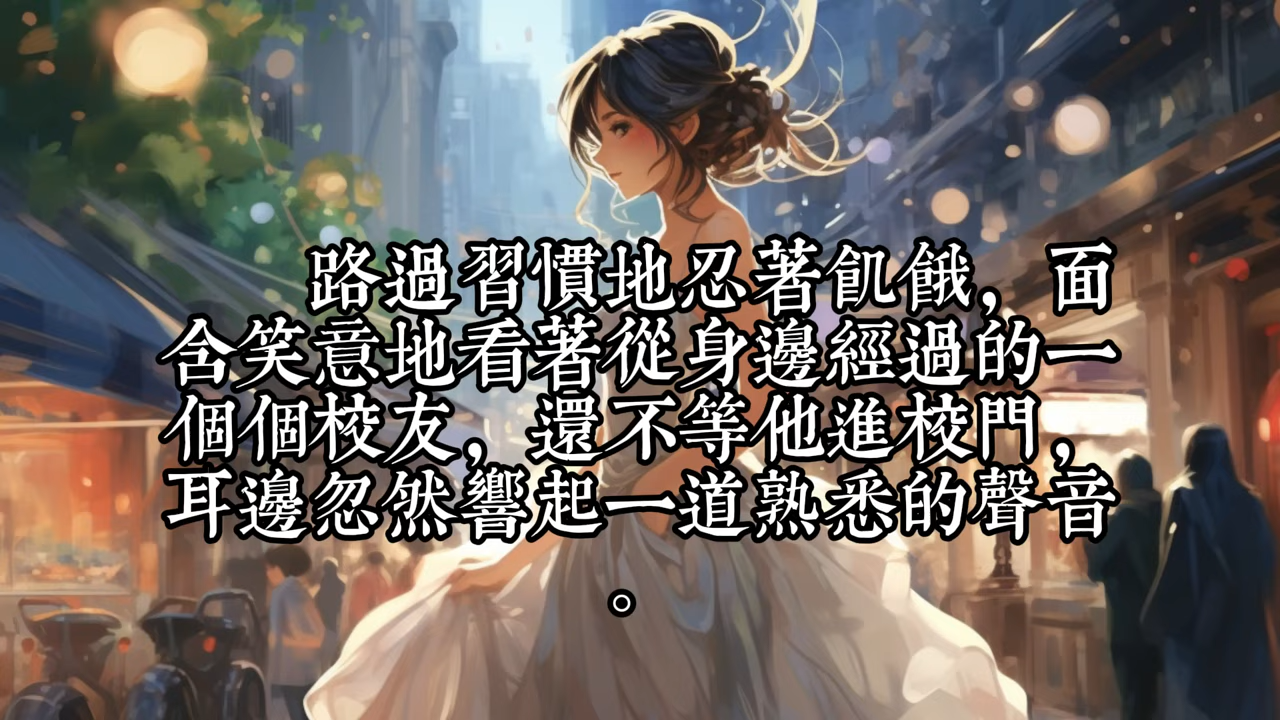 路過習慣地忍著飢餓，面
含笑意地看著從身邊經過的一
個個校友，還不等他進校門，
耳邊忽然響起一道熟悉的聲音
。